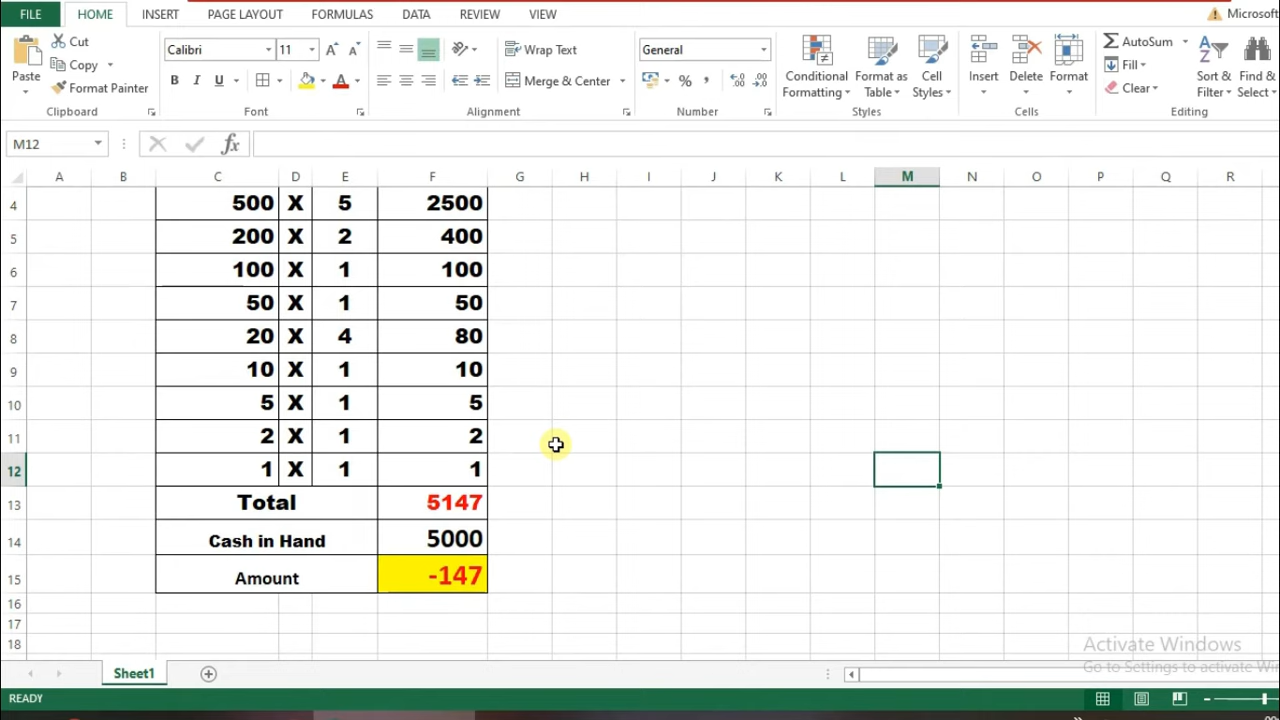 FILE HOME INSERT PAGE LAYOUT FORMULAS DATA REVIEW VIEW Microsoft
Cut
Copy
Format Painter
Paste
Clipboard
Calibri 11
B I U
Font
Wrap Text
Merge & Center
Alignment
General
%
Number
Conditional Formatting
Format as Table
Cell Styles
Styles
Insert Delete Format
Cells
AutoSum
Fill
Clear
Sort & Filter
Find & Select
Editing
M12 fx
A B C D E F G H I J K L M N O P Q R
4 500 X 5 2500
5 200 X 2 400
6 100 X 1 100
7 50 X 1 50
8 20 X 4 80
9 10 X 1 10
10 5 X 1 5
11 2 X 1 2
12 1 X 1 1
13 Total 5147
14 Cash in Hand 5000
15 Amount -147
16
17
18
Activate Windows
Go to Settings to activate Win
Sheet1
READY